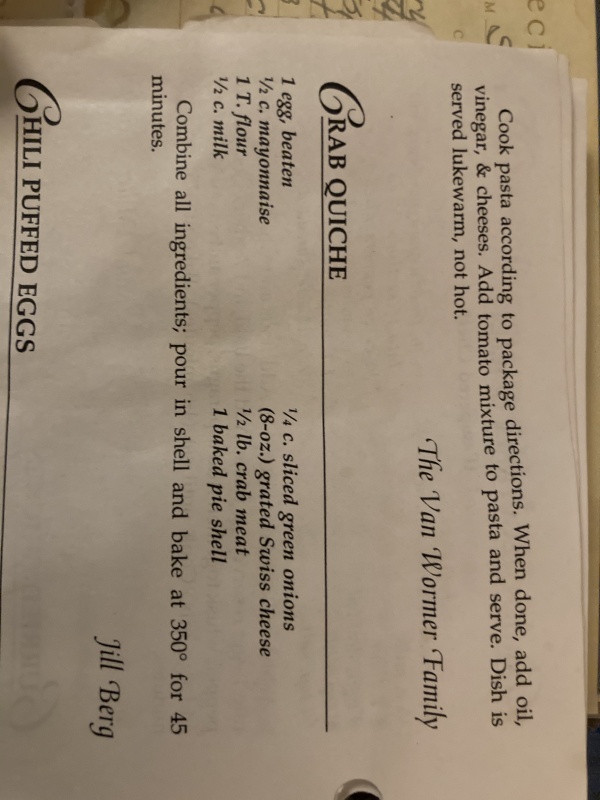 Cook pasta according to package directions. When done, add oil,
vinegar, & cheeses. Add tomato mixture to pasta and serve. Dish is
served lukewarm, not hot.
The Van Wormer Family
CRAB QUICHE
1 egg, beaten
½ c. mayonnaise
1 T. flour
½ c. milk
¼ c. sliced green onions
(8-oz.) grated Swiss cheese
½ lb. crab meat
1 baked pie shell
Combine all ingredients; pour in shell and bake at 350° for 45
minutes.
Jill Berg
CHILI PUFFED EGGS